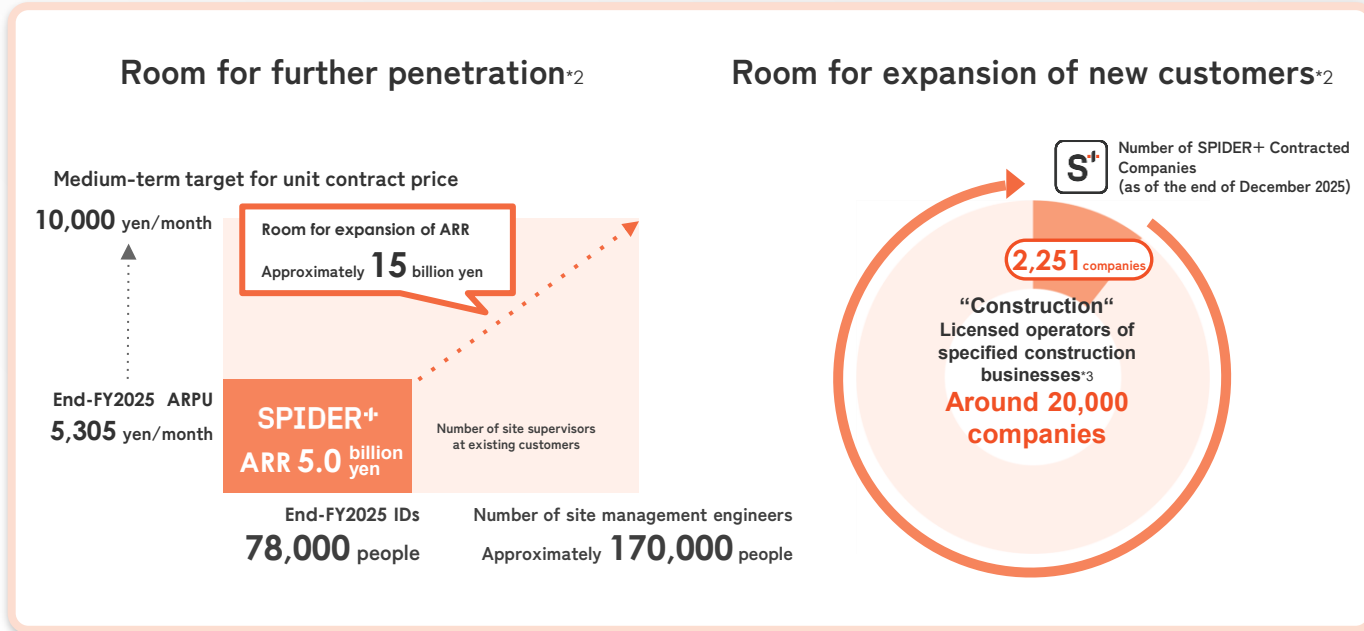 Room for further penetration*2
Medium-term target for unit contract price
10,000 yen/month
Room for expansion of ARR
Approximately 15 billion yen
End-FY2025 ARPU
5,305 yen/month
SPIDER+
ARR 5.0 billion yen
Number of site supervisors
at existing customers
End-FY2025 IDs
78,000 people
Number of site management engineers
Approximately 170,000 people
Room for expansion of new customers*2
S+
Number of SPIDER+ Contracted
Companies
(as of the end of December 2025)
2,251 companies
“Construction“
Licensed operators of
specified construction
businesses*3
Around 20,000
companies